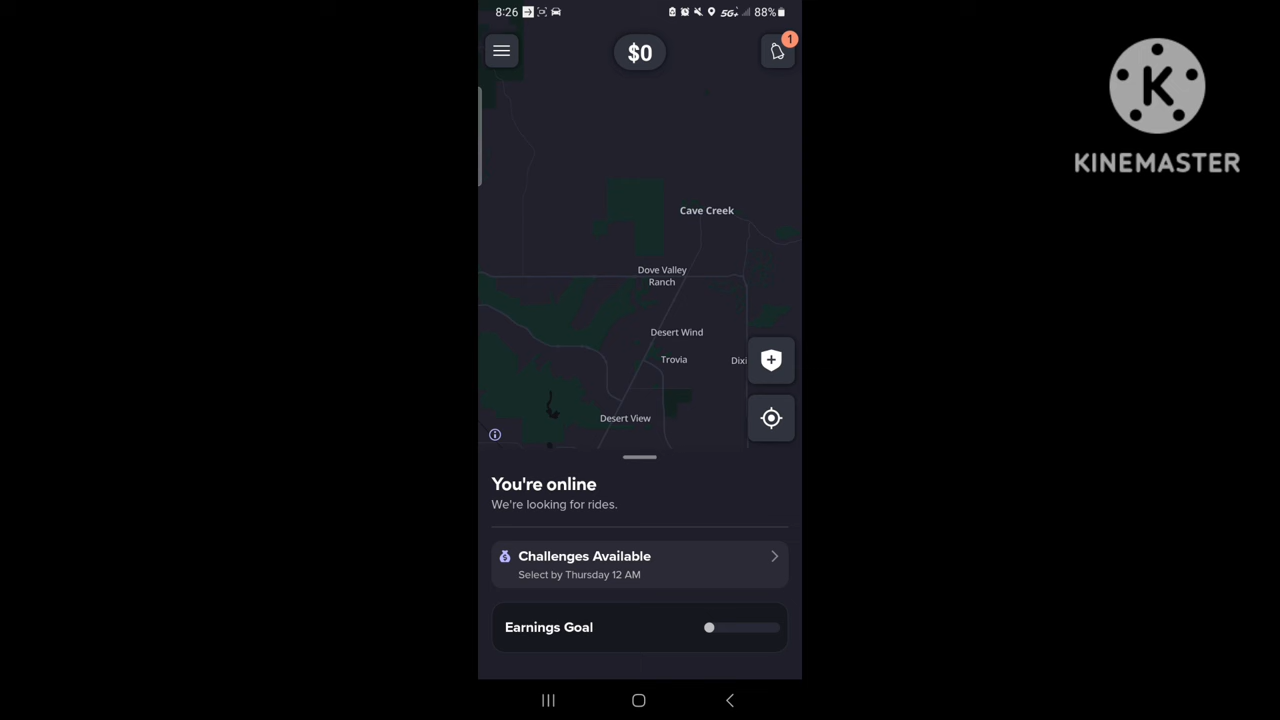 8:26
5G+ 88%
$0
1
K
KINEMASTER
Cave Creek
Dove Valley
Ranch
Desert Wind
Trovia
Dixi
Desert View
You're online
We're looking for rides.
Challenges Available
Select by Thursday 12 AM
Earnings Goal